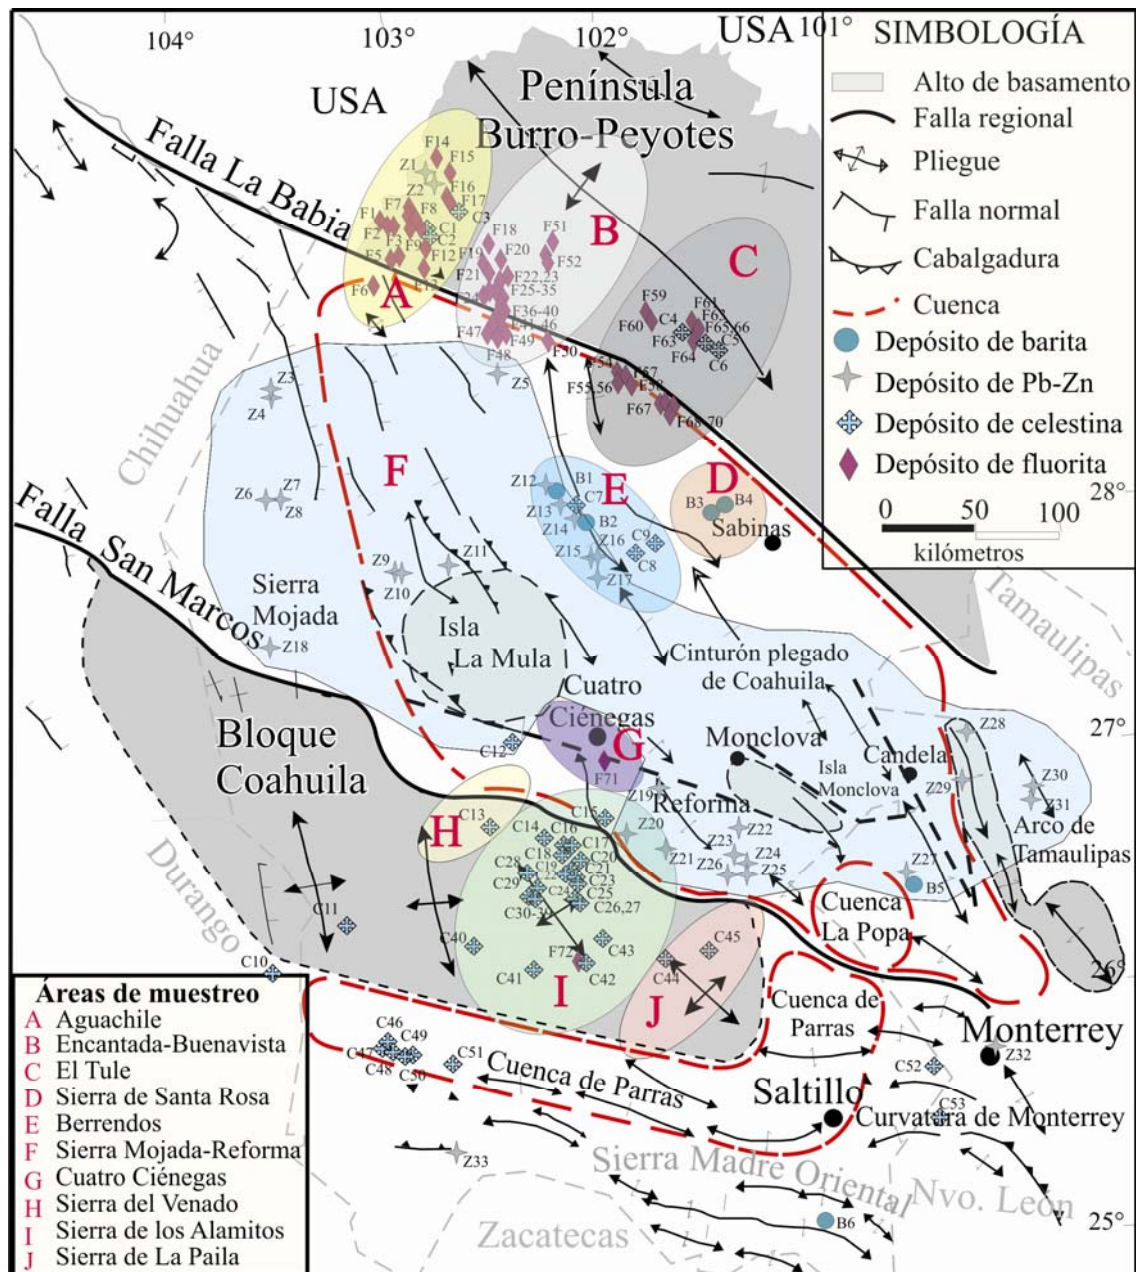 104°
103°
102°
101°
USA
USA
SIMBOLOGÍA
Alto de basamento
Falla regional
Pliegue
Falla normal
Cabalgadura
Cuenca
Depósito de barita
Depósito de Pb-Zn
Depósito de celestina
Depósito de fluorita
0 50 100
kilómetros
Península
Burro-Peyotes
Falla La Babia
F14
Z1
F15
Z2
F16
F17
F7
F8
F1
F2
C1
C3
C2
F3
F9
F12
F5
F6
F13
A
B
F18
F51
F19
F20
F52
F21
F22,23
F25-35
F36-40
41-46
F47
F49
F48
F50
Z5
C
F59
F61
C4
F60
F65,66
F63
C5
F64
C6
F54
F57
F55,56
F58
F67
F68-70
Chihuahua
Z3
Z4
F
E
D
B3
B4
Sabinas
28°
Z12
B1
C7
Z13
Z14
B2
Z16
C9
Z15
C8
Z17
Z6
Z7
Z8
Falla San Marcos
Z9
Z10
Z11
Sierra
Mojada
Z18
Isla
La Mula
Cinturón plegado
de Coahuila
Tamaulipas
Cuatro
Ciénegas
G
F71
C12
Monclova
Candela
Isla
Monclova
27°
Z28
Z29
Z30
Z31
Arco de
Tamaulipas
Bloque
Coahuila
Z19
Reforma
Z20
Z21
Z22
Z23
Z24
Z26
Z25
Z27
B5
H
C13
C15
C14
C16
C17
C18
C20
C28
C19
C21
C22
C23
C29
C24
C25
C30-39
C26,27
C40
C43
F72
C41
C42
I
C45
C44
J
Durango
C11
C10
Cuenca
La Popa
26°
Cuenca de
Parras
Monterrey
Z32
C46
C49
C47
C48
C50
C51
Cuenca de Parras
Saltillo
C52
C53
Curvatura de Monterrey
Z33
Sierra Madre Oriental
Nvo. León
Zacatecas
B6
25°
Áreas de muestreo
A Aguachile
B Encantada-Buenavista
C El Tule
D Sierra de Santa Rosa
E Berrendos
F Sierra Mojada-Reforma
G Cuatro Ciénegas
H Sierra del Venado
I Sierra de los Alamitos
J Sierra de La Paila